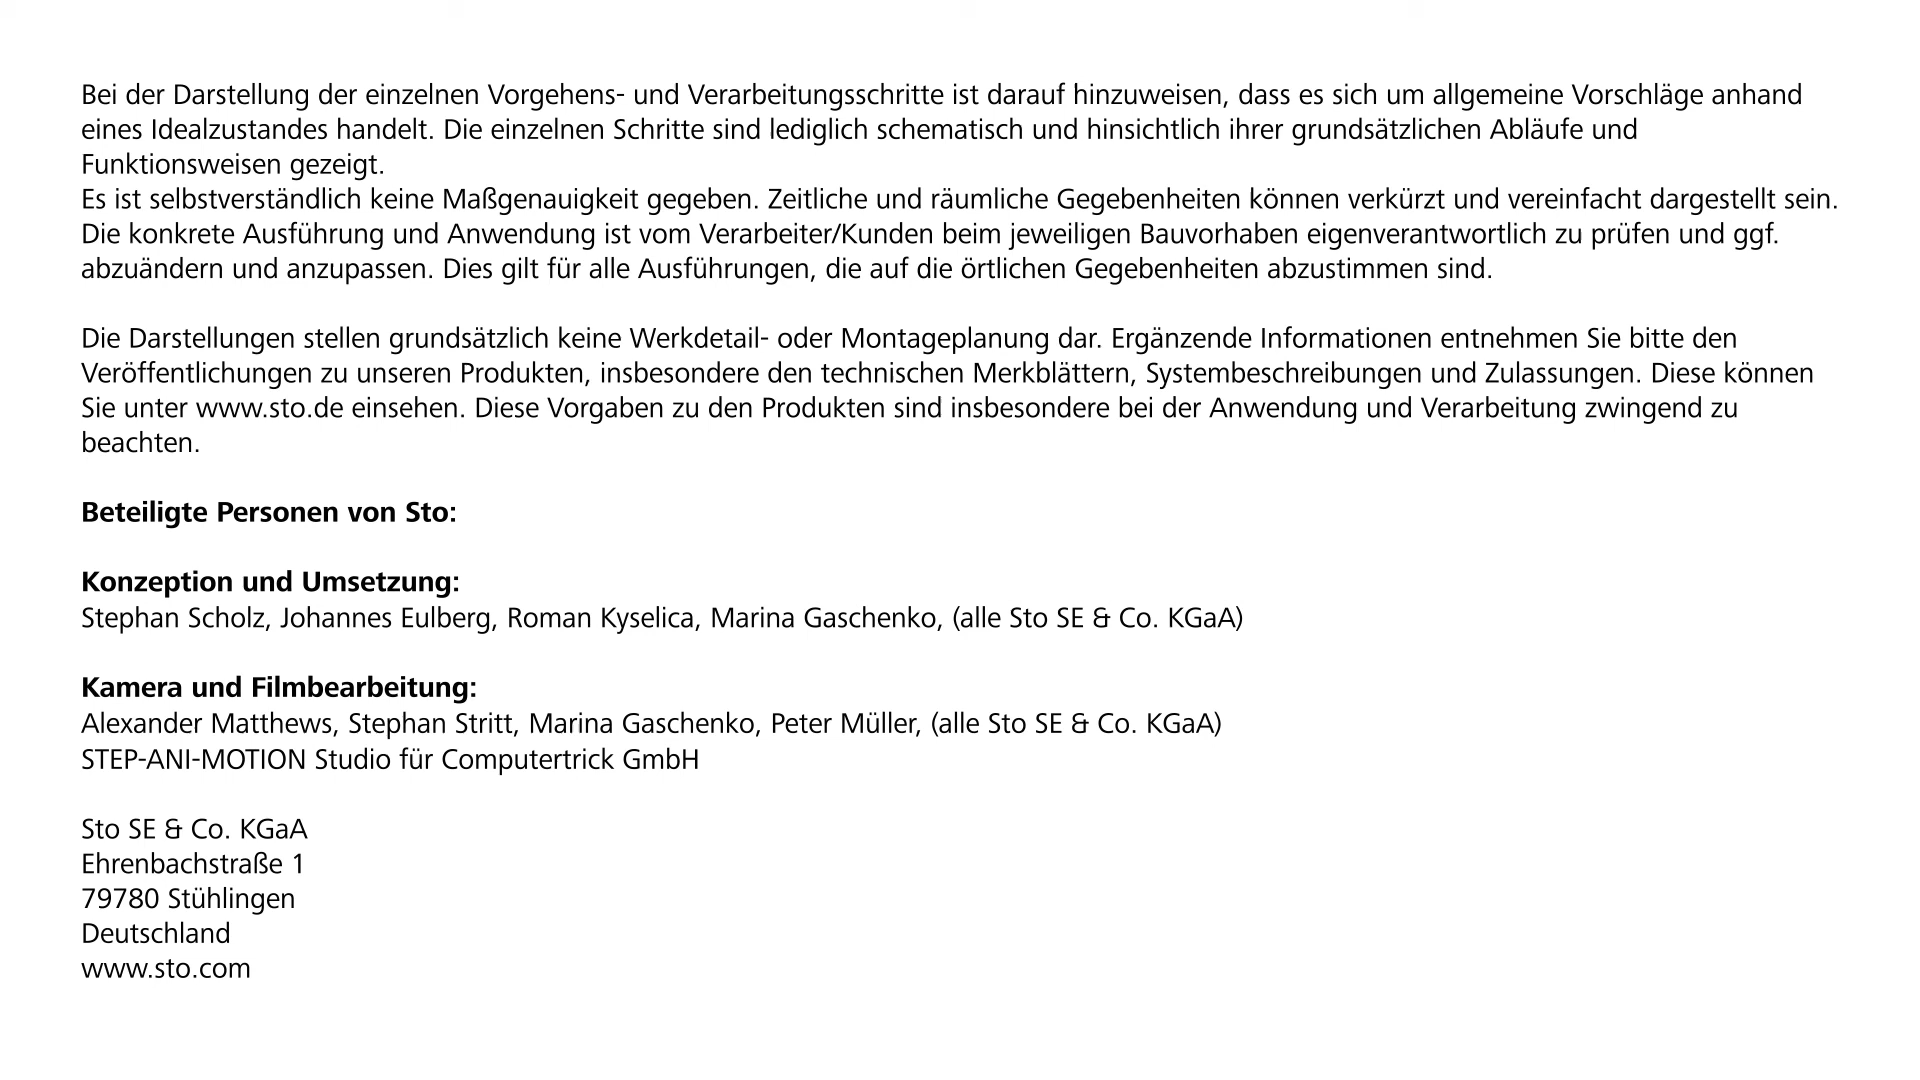 Bei der Darstellung der einzelnen Vorgehens- und Verarbeitungsschritte ist darauf hinzuweisen, dass es sich um allgemeine Vorschläge anhand
eines Idealzustandes handelt. Die einzelnen Schritte sind lediglich schematisch und hinsichtlich ihrer grundsätzlichen Abläufe und
Funktionsweisen gezeigt.
Es ist selbstverständlich keine Maßgenauigkeit gegeben. Zeitliche und räumliche Gegebenheiten können verkürzt und vereinfacht dargestellt sein.
Die konkrete Ausführung und Anwendung ist vom Verarbeiter/Kunden beim jeweiligen Bauvorhaben eigenverantwortlich zu prüfen und ggf.
abzuändern und anzupassen. Dies gilt für alle Ausführungen, die auf die örtlichen Gegebenheiten abzustimmen sind.
Die Darstellungen stellen grundsätzlich keine Werkdetail- oder Montageplanung dar. Ergänzende Informationen entnehmen Sie bitte den
Veröffentlichungen zu unseren Produkten, insbesondere den technischen Merkblättern, Systembeschreibungen und Zulassungen. Diese können
Sie unter www.sto.de einsehen. Diese Vorgaben zu den Produkten sind insbesondere bei der Anwendung und Verarbeitung zwingend zu
beachten.
Beteiligte Personen von Sto:
Konzeption und Umsetzung:
Stephan Scholz, Johannes Eulberg, Roman Kyselica, Marina Gaschenko, (alle Sto SE & Co. KGaA)
Kamera und Filmbearbeitung:
Alexander Matthews, Stephan Stritt, Marina Gaschenko, Peter Müller, (alle Sto SE & Co. KGaA)
STEP-ANI-MOTION Studio für Computertrick GmbH
Sto SE & Co. KGaA
Ehrenbachstraße 1
79780 Stühlingen
Deutschland
www.sto.com